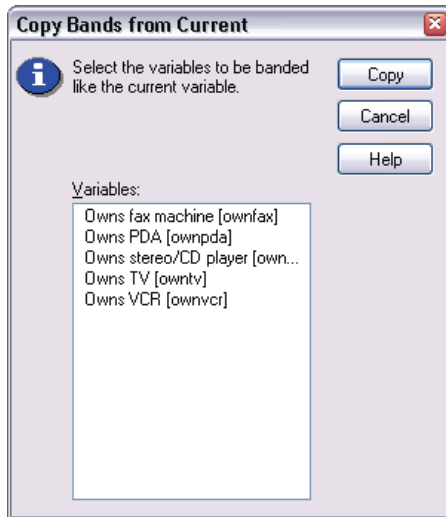 Copy Bands from Current
Select the variables to be banded
like the current variable.
Copy
Cancel
Help
Variables:
Owns fax machine [ownfax]
Owns PDA [ownpda]
Owns stereo/CD player [own...
Owns TV [owntv]
Owns VCR [ownvcr]